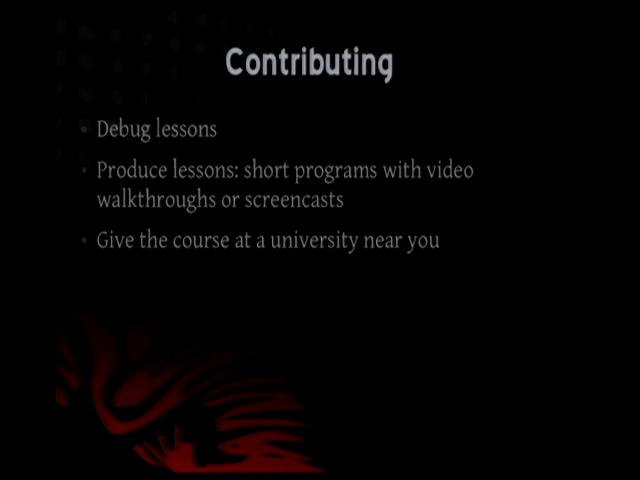 Contributing
Debug lessons
Produce lessons: short programs with video
walkthroughs or screencasts
Give the course at a university near you